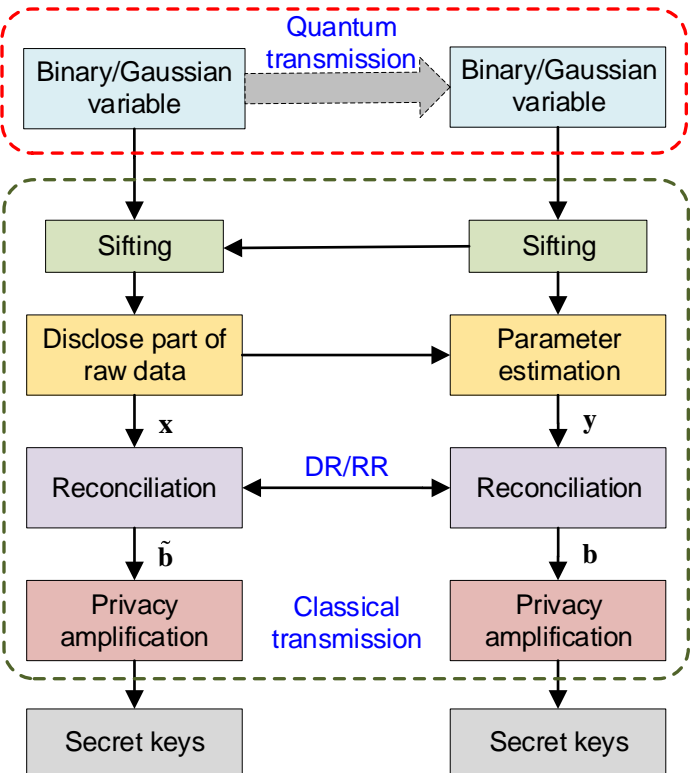 Quantum
transmission
Binary/Gaussian
variable
Binary/Gaussian
variable
Sifting
Sifting
Disclose part of
raw data
Parameter
estimation
x
y
Reconciliation
DR/RR
Reconciliation
b̃
b
Privacy
amplification
Classical
transmission
Privacy
amplification
Secret keys
Secret keys